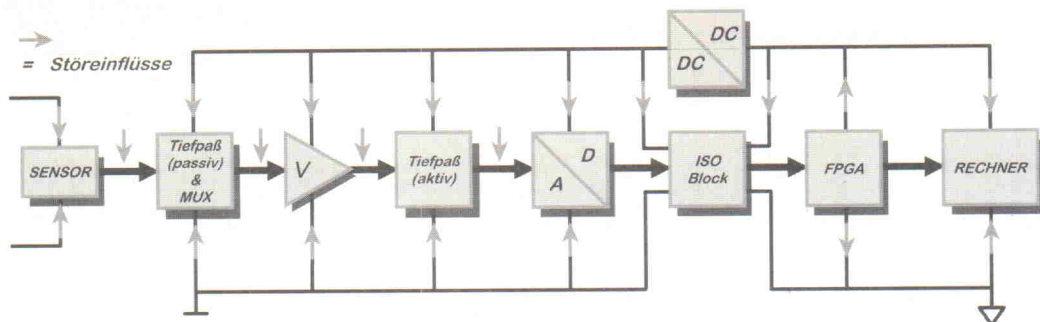 DC
DC
= Störeinflüsse
SENSOR
Tiefpaß
(passiv)
&
MUX
V
Tiefpaß
(aktiv)
D
A
ISO
Block
FPGA
RECHNER